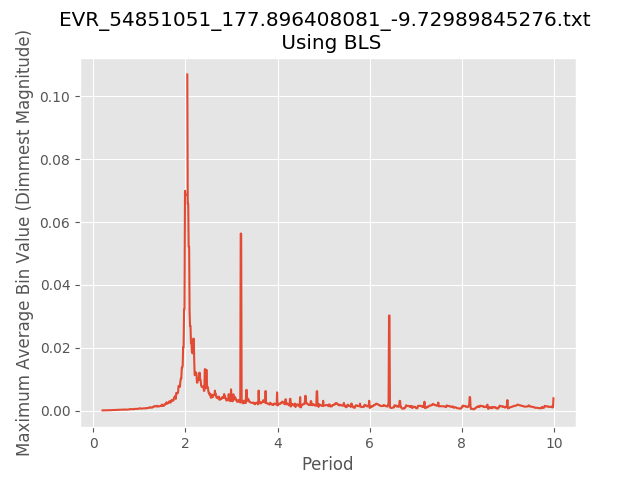 EVR_54851051_177.896408081_-9.72989845276.txt
Using BLS
Maximum Average Bin Value (Dimmest Magnitude)
0.10
0.08
0.06
0.04
0.02
0.00
0 2 4 6 8 10
Period